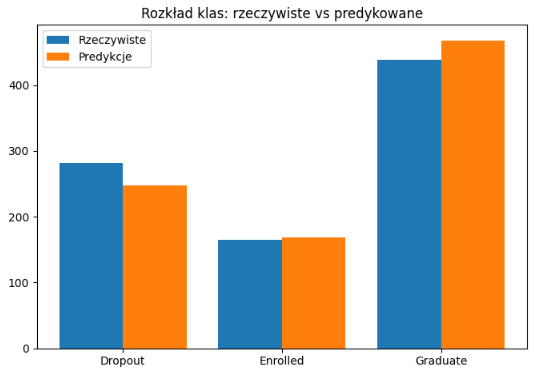 Rozkład klas: rzeczywiste vs predykowane
Rzeczywiste
Predykcje
400
300
200
100
0
Dropout
Enrolled
Graduate